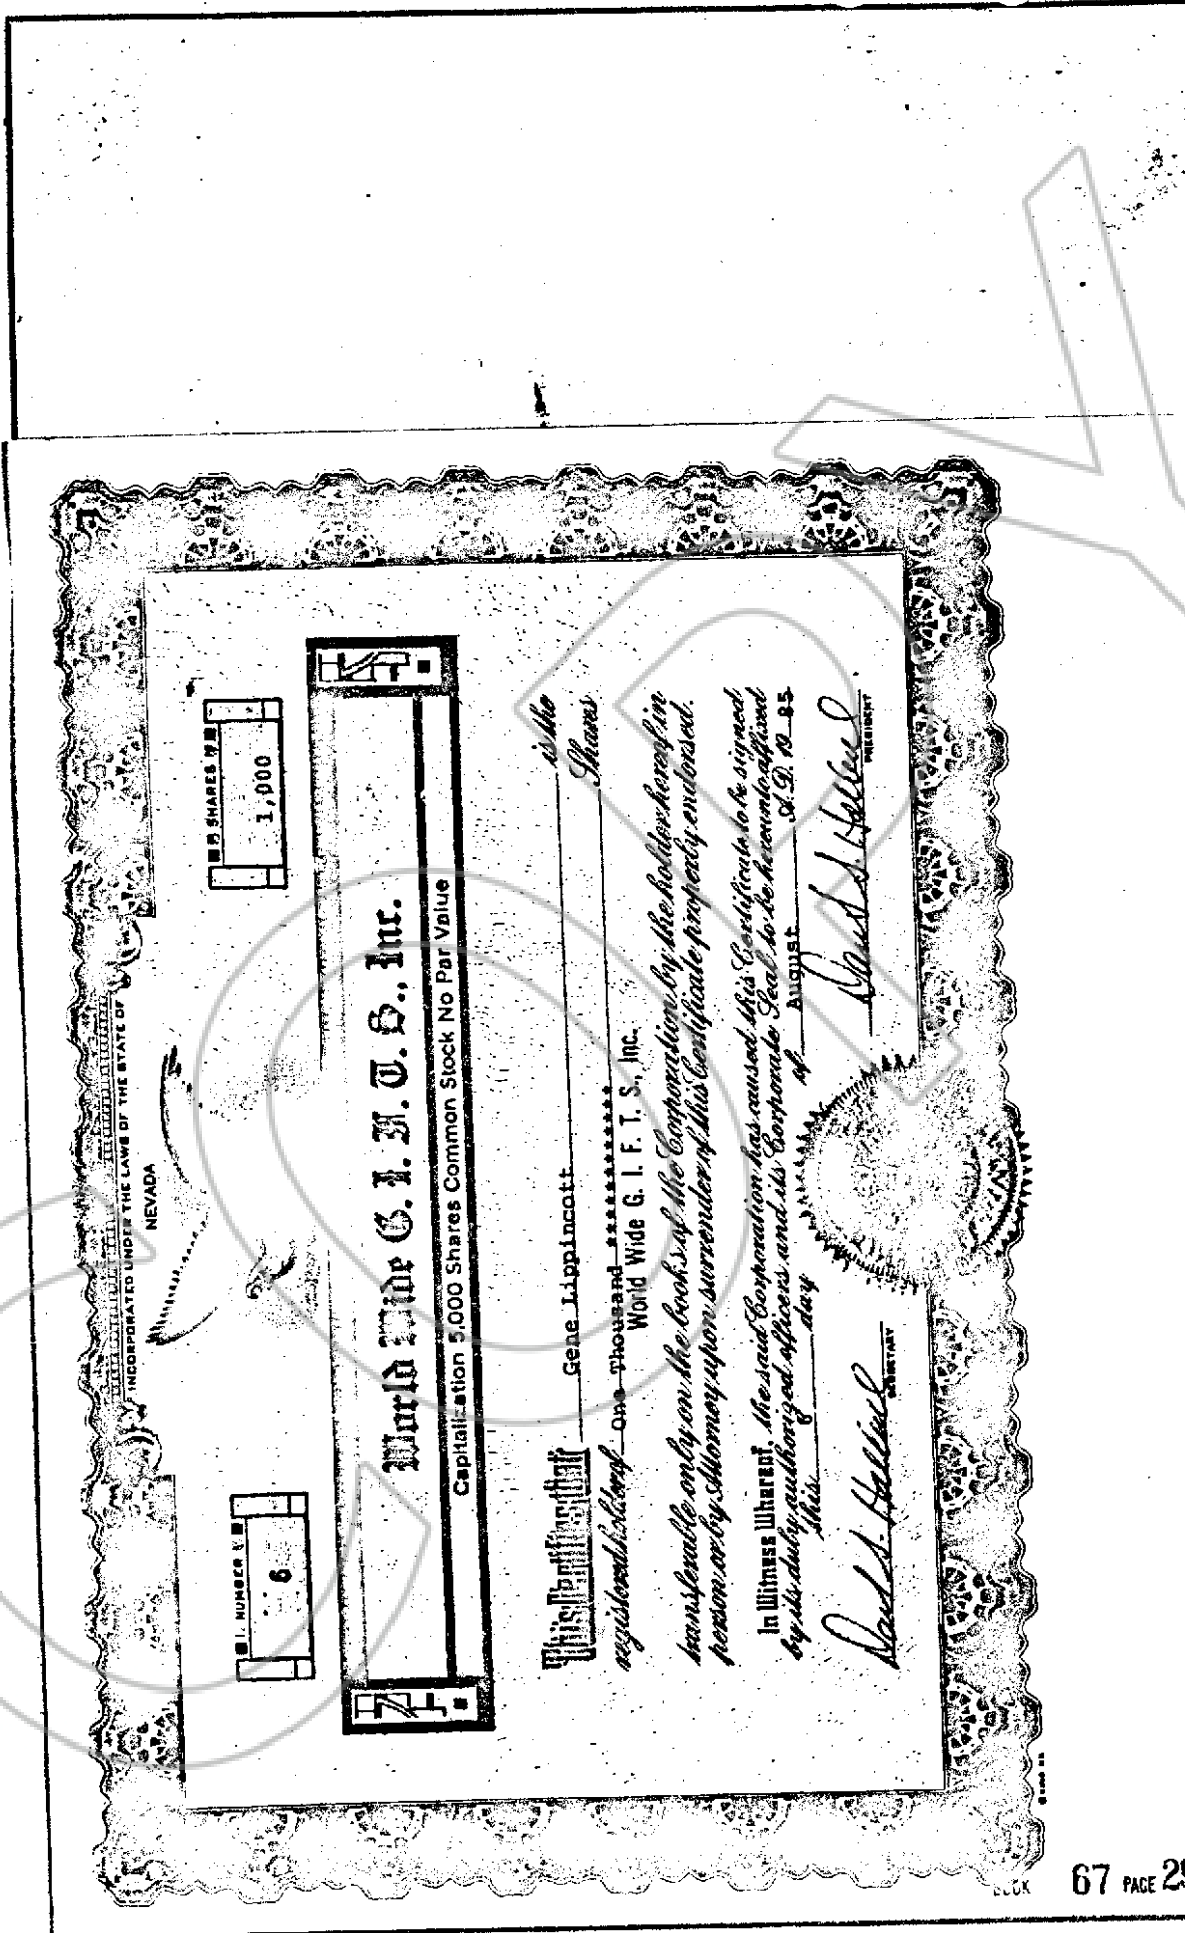 INCORPORATED UNDER THE LAWS OF THE STATE OF
NEVADA
NUMBER
6
SHARES
1,000
World Wide G. I. F. T. S., Inc.
Capitalization 5,000 Shares Common Stock No Par Value
This Certifies that Gene Lippincott is the
registered holder of One Thousand ************* Shares
World Wide G. I. F. T. S., Inc.
transferable only on the books of the Corporation by the holder hereof in
person or by Attorney upon surrender of this Certificate properly endorsed.
In Witness Whereof, the said Corporation has caused this Certificate to be signed
by its duly authorized officers and its Corporate Seal to be hereunto affixed
this day of August A.D. 19 85
SECRETARY
PRESIDENT
COPY
BOOK 67 PAGE